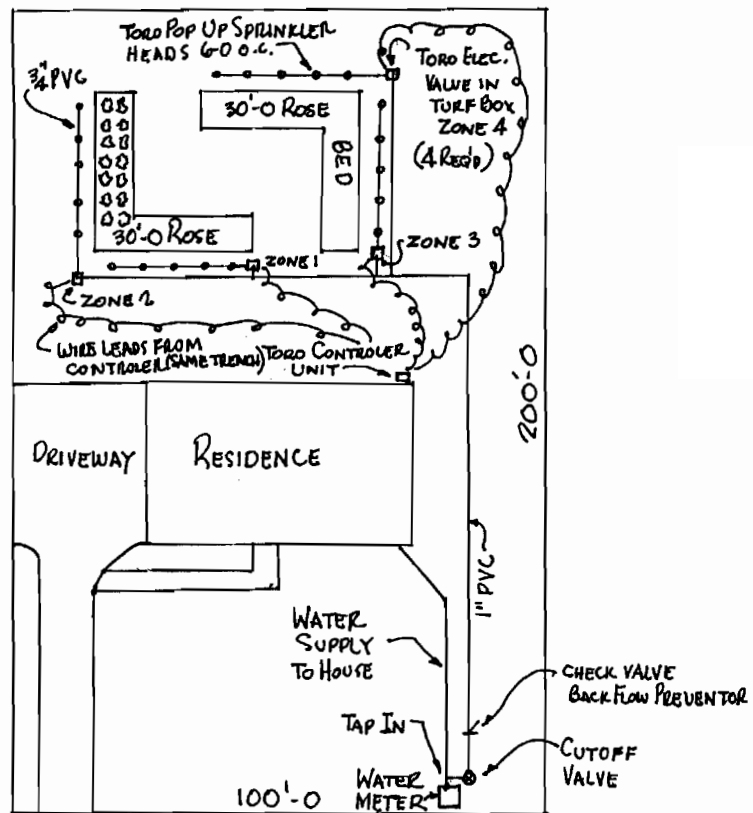 TORO POP UP SPRINKLER
HEADS 6-0 O.C.
3/4" PVC
TORO ELEC.
VALVE IN
TURF BOX
ZONE 4
(4 REQ'D)
30'-0 ROSE
BED
30'-0 ROSE
ZONE 1
ZONE 3
ZONE 2
WIRE LEADS FROM
CONTROLER (SAME TRENCH)
TORO CONTROLER
UNIT
200'-0
DRIVEWAY
RESIDENCE
1" PVC
WATER
SUPPLY
TO HOUSE
CHECK VALVE
BACK FLOW PREVENTOR
TAP IN
CUTOFF
VALVE
WATER
METER
100'-0